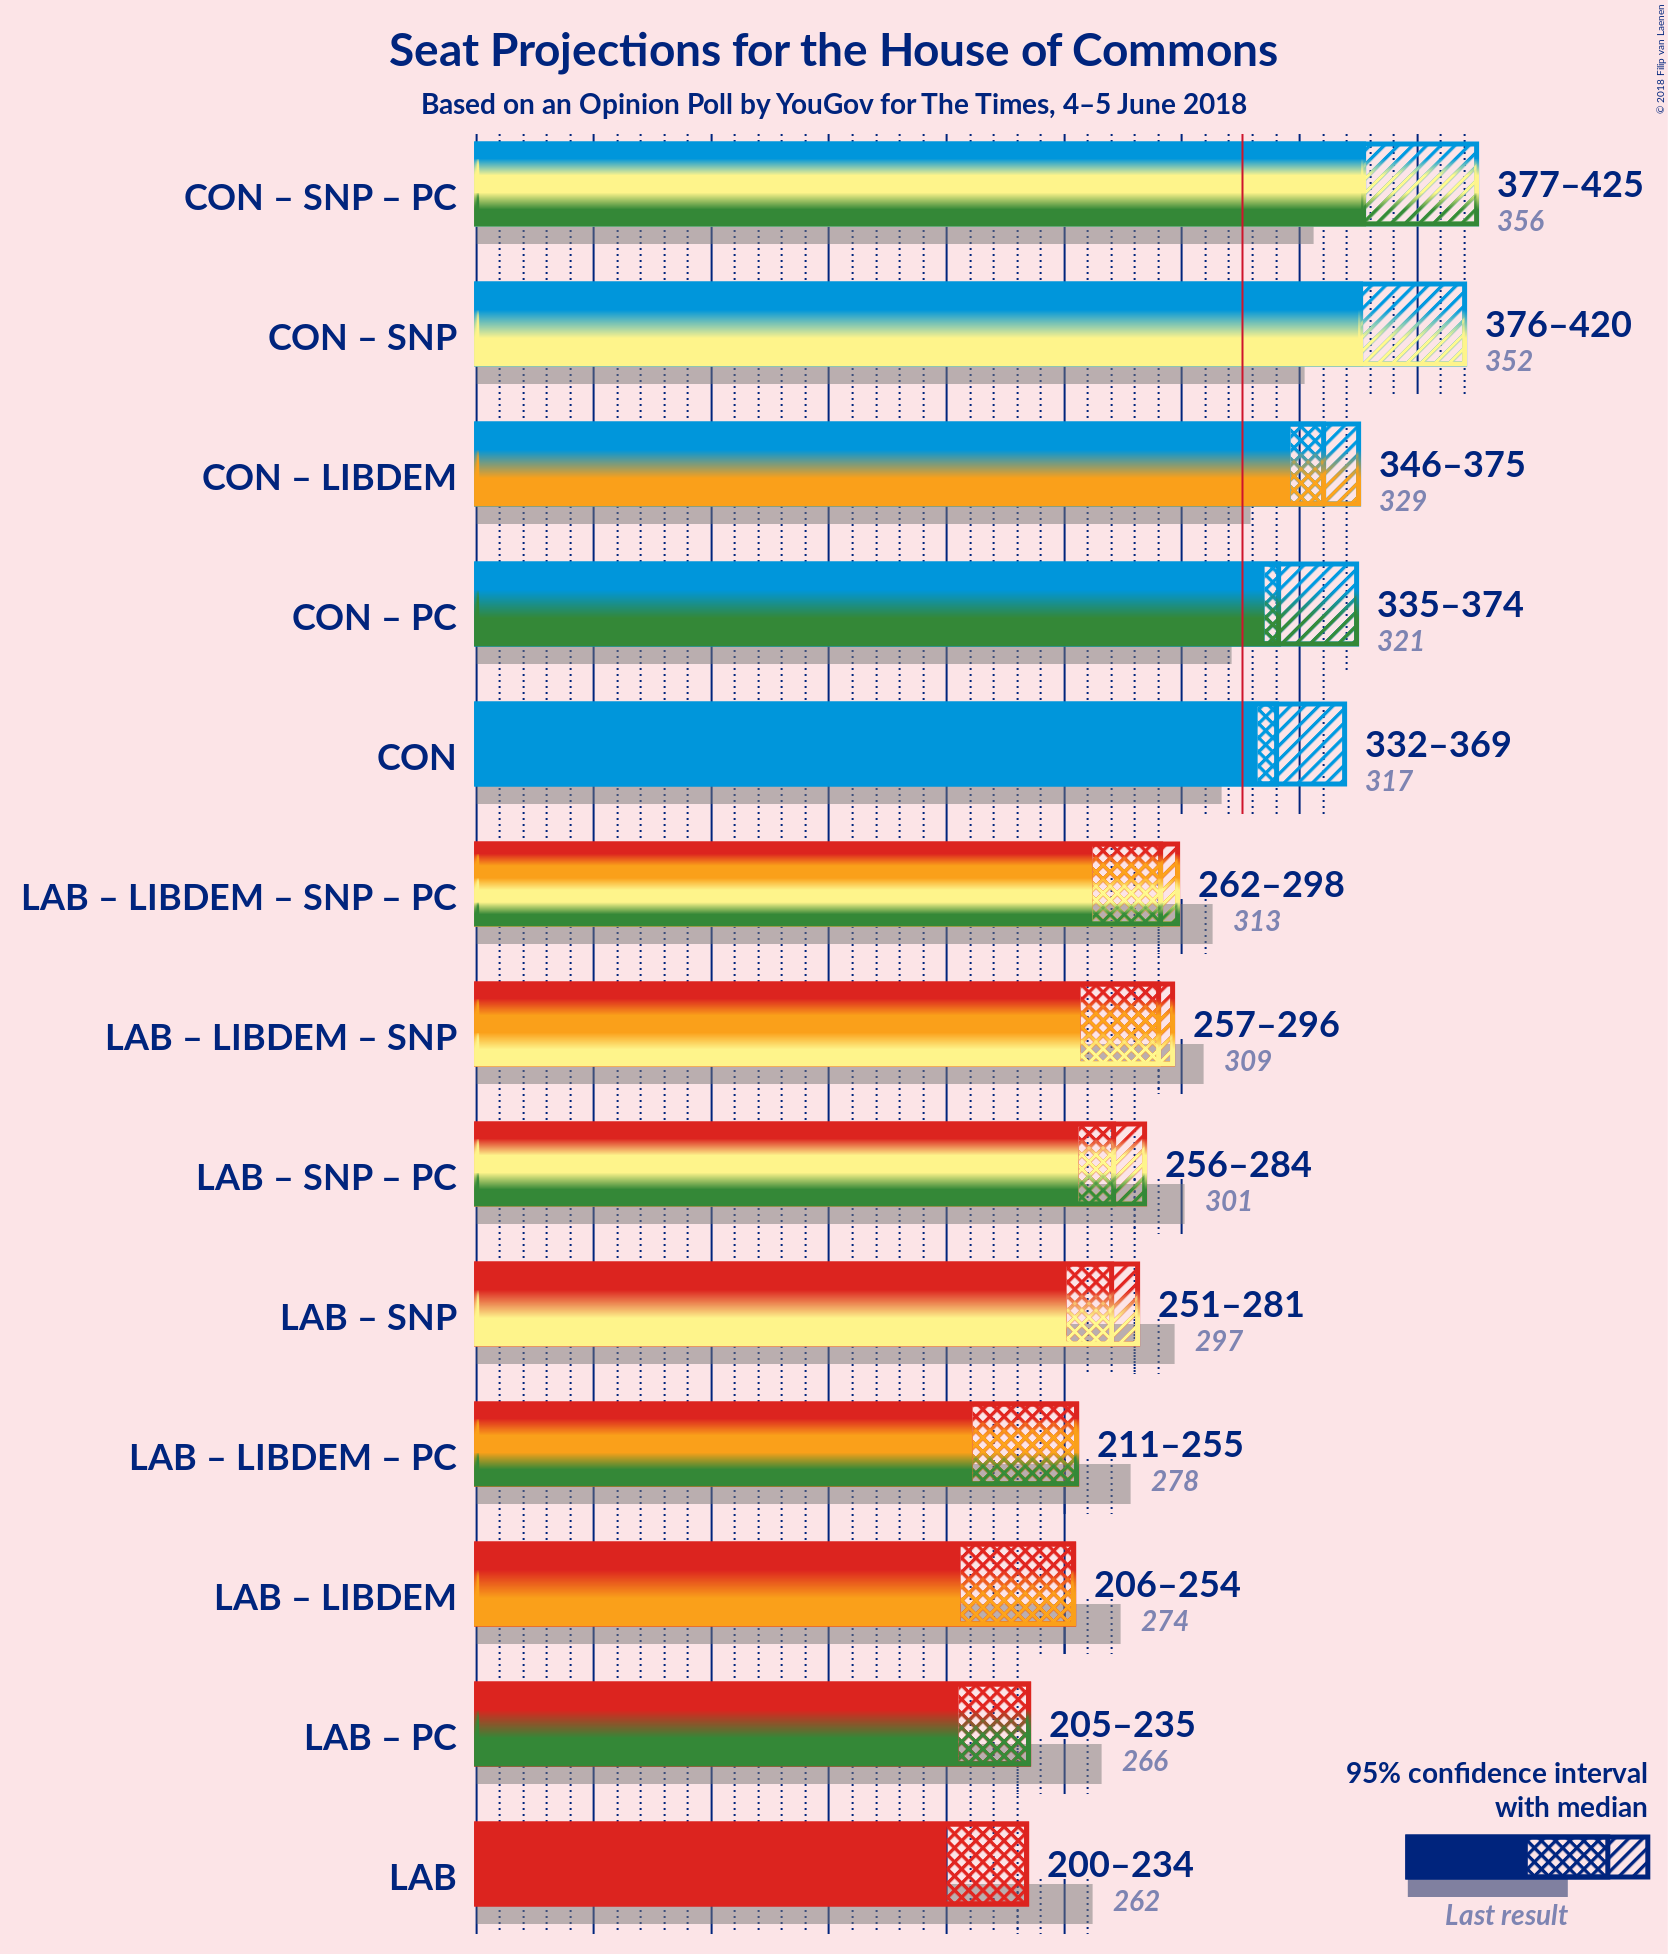 Seat Projections for the House of Commons
Based on an Opinion Poll by YouGov for The Times, 4–5 June 2018
© 2018 Filip van Laenen
CON – SNP – PC
377–425
356
CON – SNP
376–420
352
CON – LIBDEM
346–375
329
CON – PC
335–374
321
CON
332–369
317
LAB – LIBDEM – SNP – PC
262–298
313
LAB – LIBDEM – SNP
257–296
309
LAB – SNP – PC
256–284
301
LAB – SNP
251–281
297
LAB – LIBDEM – PC
211–255
278
LAB – LIBDEM
206–254
274
LAB – PC
205–235
266
LAB
200–234
262
95% confidence interval
with median
Last result